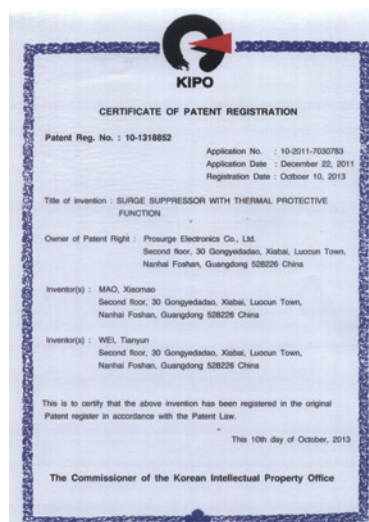 KIPO
CERTIFICATE OF PATENT REGISTRATION
Patent Reg. No. : 10-1318852
Application No. : 10-2011-7030783
Application Date : December 22, 2011
Registration Date : Octboer 10, 2013
Title of Invention : SURGE SUPPRESSOR WITH THERMAL PROTECTIVE
FUNCTION
Owner of Patent Right : Prosurge Electronics Co., Ltd.
Second floor, 30 Gongyedadao, Xiabai, Luocun Town,
Nanhai Foshan, Guangdong 528226 China
Inventor(s) : MAO, Xiaomao
Second floor, 30 Gongyedadao, Xiabai, Luocun Town,
Nanhai Foshan, Guangdong 528226 China
Inventor(s) : WEI, Tianyun
Second floor, 30 Gongyedadao, Xiabai, Luocun Town,
Nanhai Foshan, Guangdong 528226 China
This is to certify that the above invention has been registered in the original
Patent register in accordance with the Patent Law.
This 10th day of October, 2013
The Commissioner of the Korean Intellectual Property Office